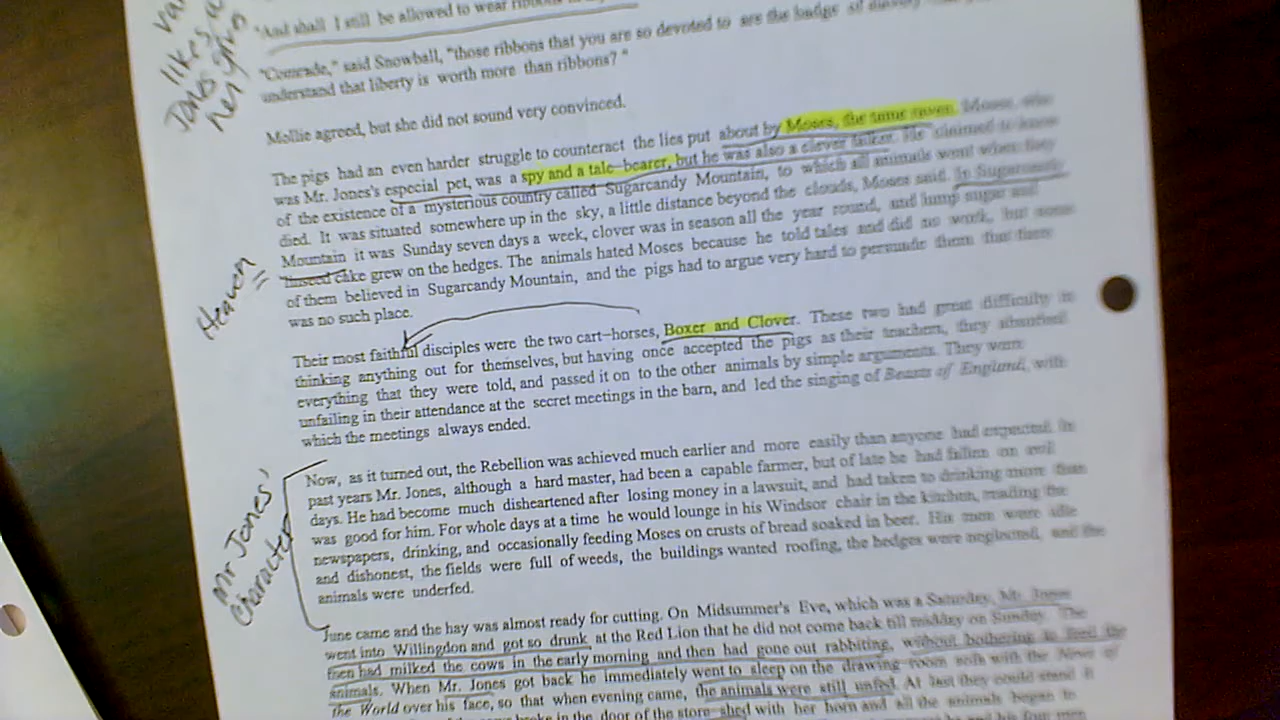 "And shall I still be allowed to wear ribbons in
"Comrade," said Snowball, "those ribbons that you are so devoted to are the badge of slavery
understand that liberty is worth more than ribbons? "
Mollie agreed, but she did not sound very convinced.
The pigs had an even harder struggle to counteract the lies put about by Moses, the tame raven. Moses, who
was Mr. Jones's especial pet, was a spy and a tale-bearer, but he was also a clever talker. He claimed to know
of the existence of a mysterious country called Sugarcandy Mountain, to which all animals went when they
died. It was situated somewhere up in the sky, a little distance beyond the clouds, Moses said. In Sugarcandy
Mountain it was Sunday seven days a week, clover was in season all the year round, and lump sugar and
linseed cake grew on the hedges. The animals hated Moses because he told tales and did no work, but some
of them believed in Sugarcandy Mountain, and the pigs had to argue very hard to persuade them that there
was no such place.
Heaven
Their most faithful disciples were the two cart-horses, Boxer and Clover. These two had great difficulty in
thinking anything out for themselves, but having once accepted the pigs as their teachers, they absorbed
everything that they were told, and passed it on to the other animals by simple arguments. They were
unfailing in their attendance at the secret meetings in the barn, and led the singing of Beasts of England, with
which the meetings always ended.
Now, as it turned out, the Rebellion was achieved much earlier and more easily than anyone had expected. In
past years Mr. Jones, although a hard master, had been a capable farmer, but of late he had fallen on evil
days. He had become much disheartened after losing money in a lawsuit, and had taken to drinking more than
was good for him. For whole days at a time he would lounge in his Windsor chair in the kitchen, reading the
newspapers, drinking, and occasionally feeding Moses on crusts of bread soaked in beer. His men were idle
and dishonest, the fields were full of weeds, the buildings wanted roofing, the hedges were neglected, and the
animals were underfed.
Mr Jones'
character
June came and the hay was almost ready for cutting. On Midsummer's Eve, which was a Saturday, Mr. Jones
went into Willingdon and got so drunk at the Red Lion that he did not come back till midday on Sunday. The
men had milked the cows in the early morning and then had gone out rabbiting, without bothering to feed the
animals. When Mr. Jones got back he immediately went to sleep on the drawing-room sofa with the News of
the World over his face, so that when evening came, the animals were still unfed. At last they could stand it
broke in the door of the store-shed with her horn and all the animals began to
likes
Jones